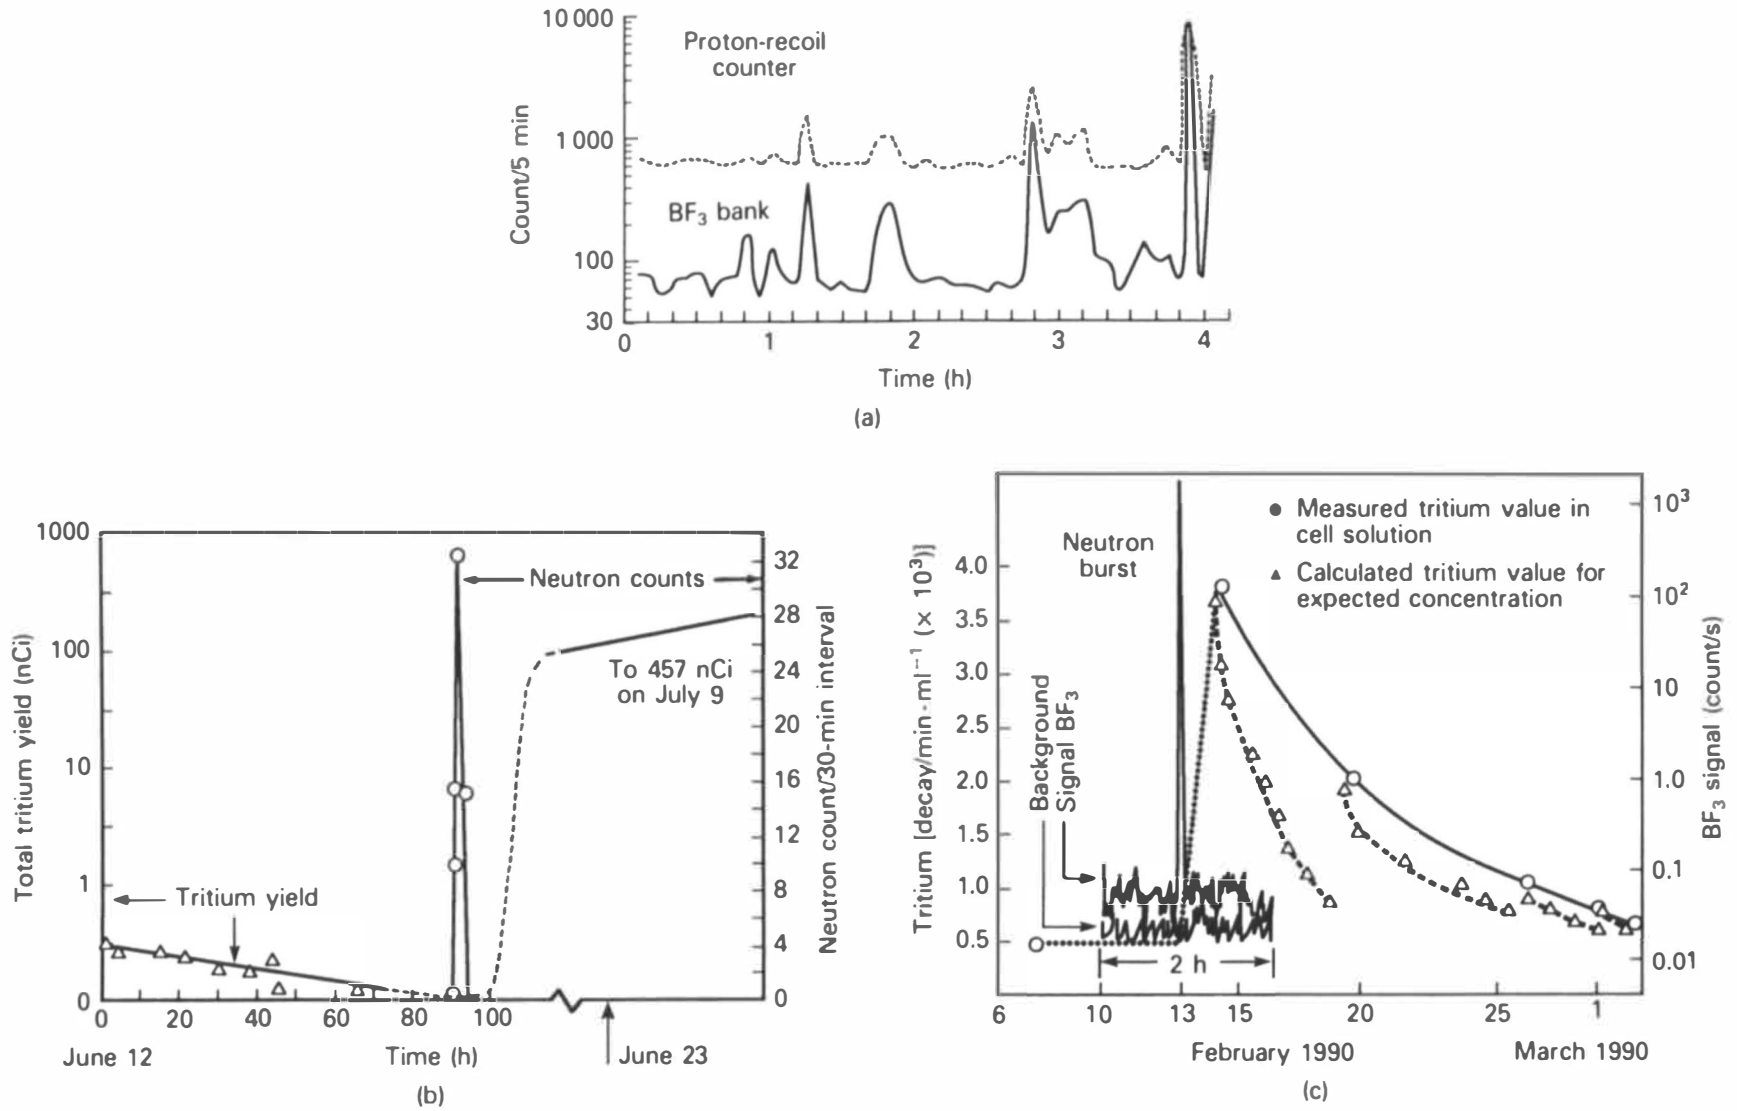 10 000
1 000
100
30
Count/5 min
Proton-recoil
counter
BF₃ bank
0 1 2 3 4
Time (h)
(a)
1000
100
10
1
0
Total tritium yield (nCi)
Neutron counts
To 457 nCi
on July 9
Tritium yield
32
28
24
20
16
12
8
4
0
Neutron count/30-min interval
0 20 40 60 80 100
June 12 Time (h) June 23
(b)
4.0
3.5
3.0
2.5
2.0
1.5
1.0
0.5
Tritium [decay/min·ml⁻¹ (× 10³)]
Neutron
burst
Measured tritium value in
cell solution
Calculated tritium value for
expected concentration
Background
Signal BF₃
2 h
10³
10²
10
1.0
0.1
0.01
BF₃ signal (count/s)
6 10 13 15 20 25 1
February 1990 March 1990
(c)